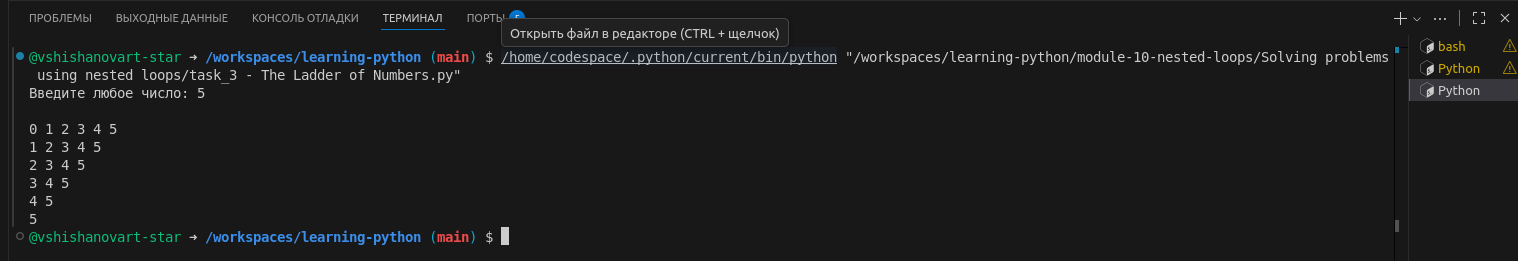 ПРОБЛЕМЫ ВЫХОДНЫЕ ДАННЫЕ КОНСОЛЬ ОТЛАДКИ ТЕРМИНАЛ ПОРТЫ 5
Открыть файл в редакторе (CTRL + щелчок)
@vshishanovart-star ➜ /workspaces/learning-python (main) $ /home/codespace/.python/current/bin/python "/workspaces/learning-python/module-10-nested-loops/Solving problems
using nested loops/task_3 - The Ladder of Numbers.py"
Введите любое число: 5
0 1 2 3 4 5
1 2 3 4 5
2 3 4 5
3 4 5
4 5
5
@vshishanovart-star ➜ /workspaces/learning-python (main) $
bash
Python
Python